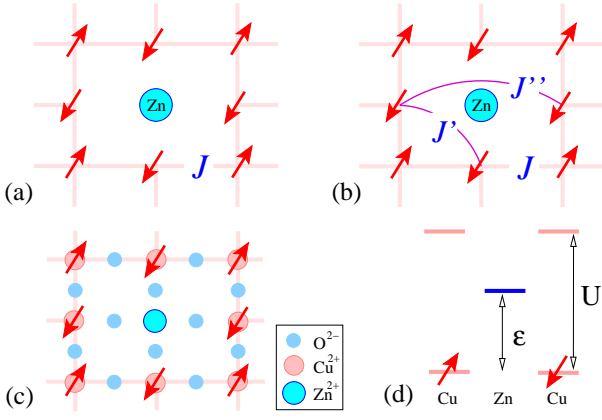 Zn
J
(a)
Zn
J''
J'
J
(b)
(c)
O2−
Cu2+
Zn2+
U
ε
Cu
Zn
Cu
(d)